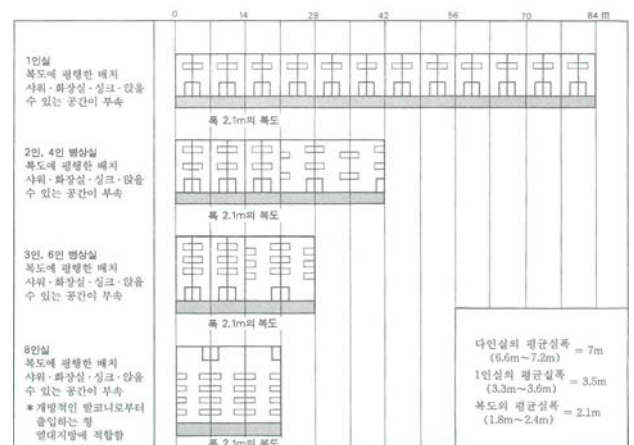 0 14 28 42 56 70 84 m
1인실
복도에 평행한 배치
샤워·화장실·싱크·앉을
수 있는 공간이 부속
폭 2.1m의 복도
2인, 4인 병상실
복도에 평행한 배치
샤워·화장실·싱크·앉을
수 있는 공간이 부속
폭 2.1m의 복도
3인, 6인 병상실
복도에 평행한 배치
샤워·화장실·싱크·앉을
수 있는 공간이 부속
폭 2.1m의 복도
8인실
복도에 평행한 배치
샤워·화장실·싱크·앉을
수 있는 공간이 부속
*개방적인 발코니로부터
출입하는 형
열대지방에 적합함
폭 2.1m의 복도
다인실의 평균실폭 = 7m
(6.6m~7.2m)
1인실의 평균실폭 = 3.5m
(3.3m~3.6m)
복도의 평균실폭 = 2.1m
(1.8m~2.4m)